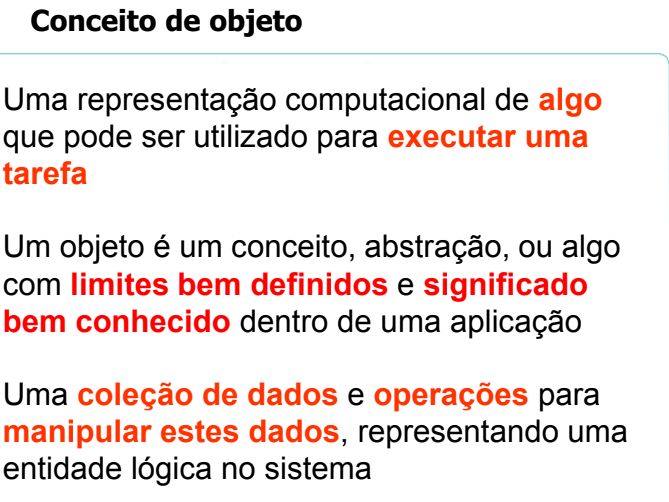 Conceito de objeto
Uma representação computacional de algo
que pode ser utilizado para executar uma
tarefa
Um objeto é um conceito, abstração, ou algo
com limites bem definidos e significado
bem conhecido dentro de uma aplicação
Uma coleção de dados e operações para
manipular estes dados, representando uma
entidade lógica no sistema